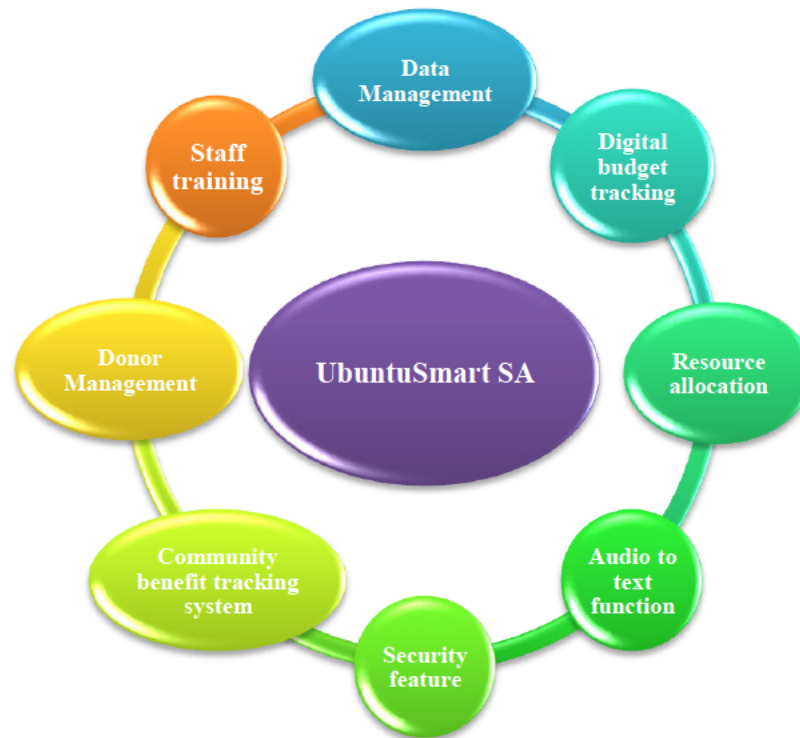 Data
Management
Digital
budget
tracking
Resource
allocation
Audio to
text
function
Security
feature
Community
benefit tracking
system
Donor
Management
Staff
training
UbuntuSmart SA